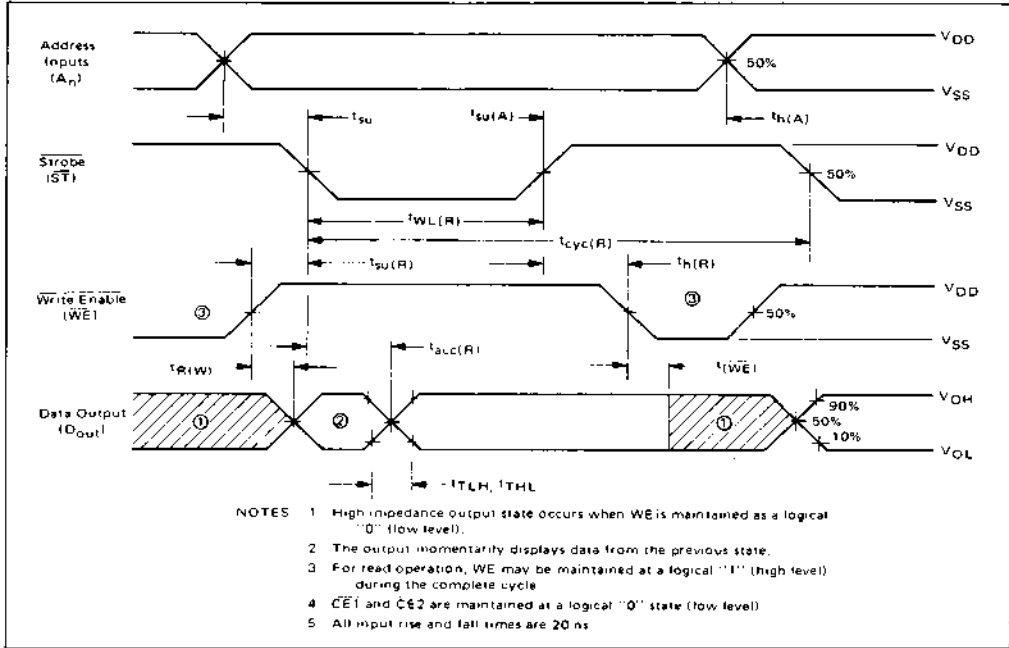 Address
Inputs
(An)
VDD
50%
VSS
tsu
tsu(A)
th(A)
Strobe
(ST)
VDD
50%
VSS
tWL(R)
tcyc(R)
tsu(R)
th(R)
Write Enable
(WE)
③
③
VDD
50%
VSS
tR(W)
tacc(R)
t(WE)
Data Output
(Dout)
①
②
①
90%
50%
10%
VOH
VOL
tTLH, tTHL
NOTES 1 High impedance output state occurs when WE is maintained as a logical
"0" (low level).
2 The output momentarily displays data from the previous state.
3 For read operation, WE may be maintained at a logical "1" (high level)
during the complete cycle
4 CE1 and CE2 are maintained at a logical "0" state (low level)
5 All input rise and fall times are 20 ns